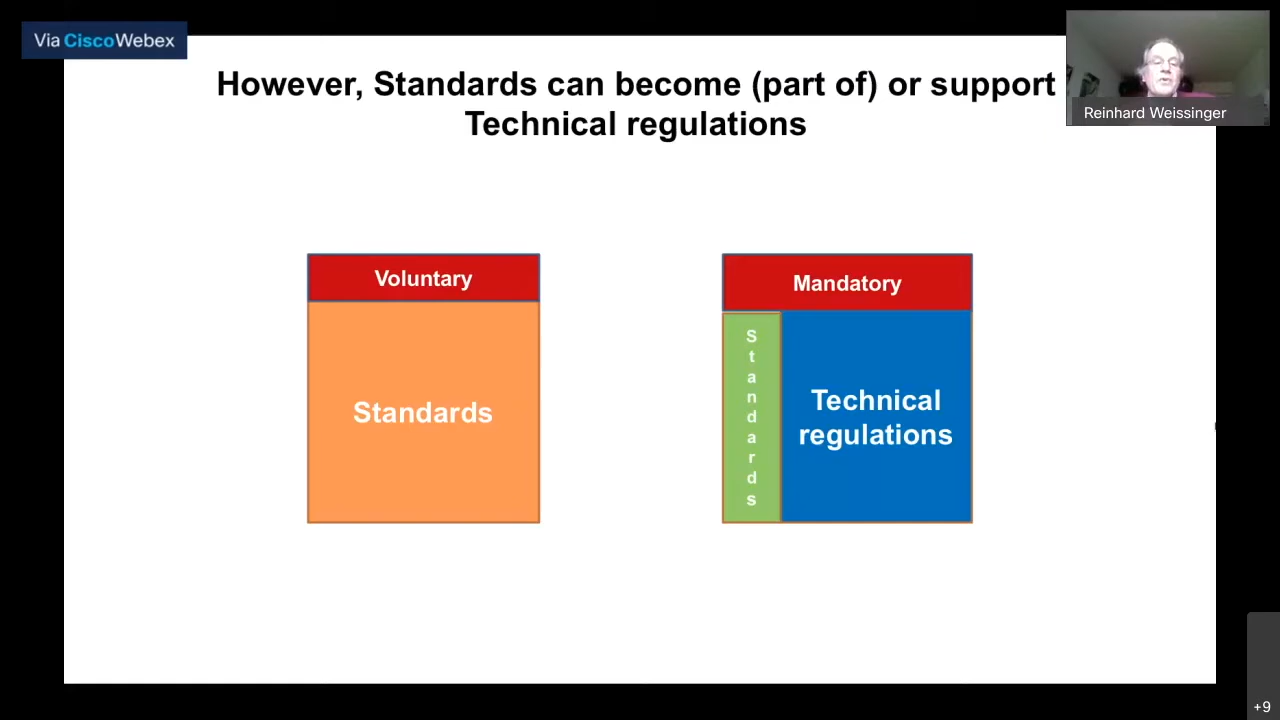 Via CiscoWebex
However, Standards can become (part of) or support
Technical regulations
Reinhard Weissinger
Voluntary
Standards
Mandatory
Standards
Technical
regulations
+9